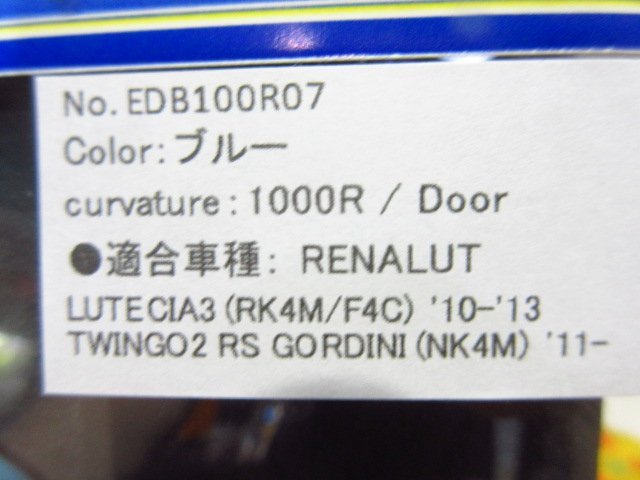 No.EDB100R07
Color:ブルー
curvature:1000R / Door
●適合車種: RENALUT
LUTECIA3(RK4M/F4C) '10-'13
TWINGO2 RS GORDINI(NK4M) '11-